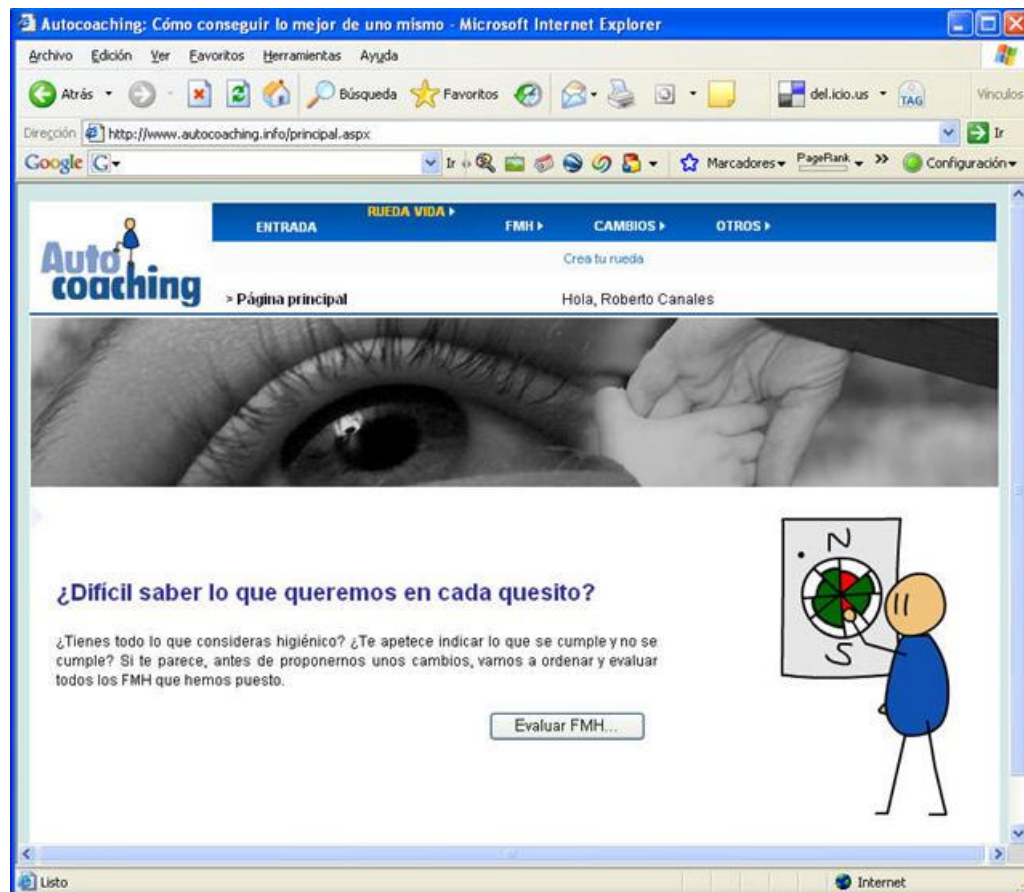 Autocoaching: Cómo conseguir lo mejor de uno mismo - Microsoft Internet Explorer
Archivo Edición Ver Favoritos Herramientas Ayuda
Atrás Búsqueda Favoritos del.icio.us TAG Vínculos
Dirección http://www.autocoaching.info/principal.aspx Ir
Google G Ir Marcadores PageRank >> Configuración
Auto
coaching
ENTRADA RUEDA VIDA FMH CAMBIOS OTROS
Crea tu rueda
> Página principal Hola, Roberto Canales
¿Difícil saber lo que queremos en cada quesito?
¿Tienes todo lo que consideras higiénico? ¿Te apetece indicar lo que se cumple y no se
cumple? Si te parece, antes de proponernos unos cambios, vamos a ordenar y evaluar
todos los FMH que hemos puesto.
Evaluar FMH...
N
S
Listo Internet